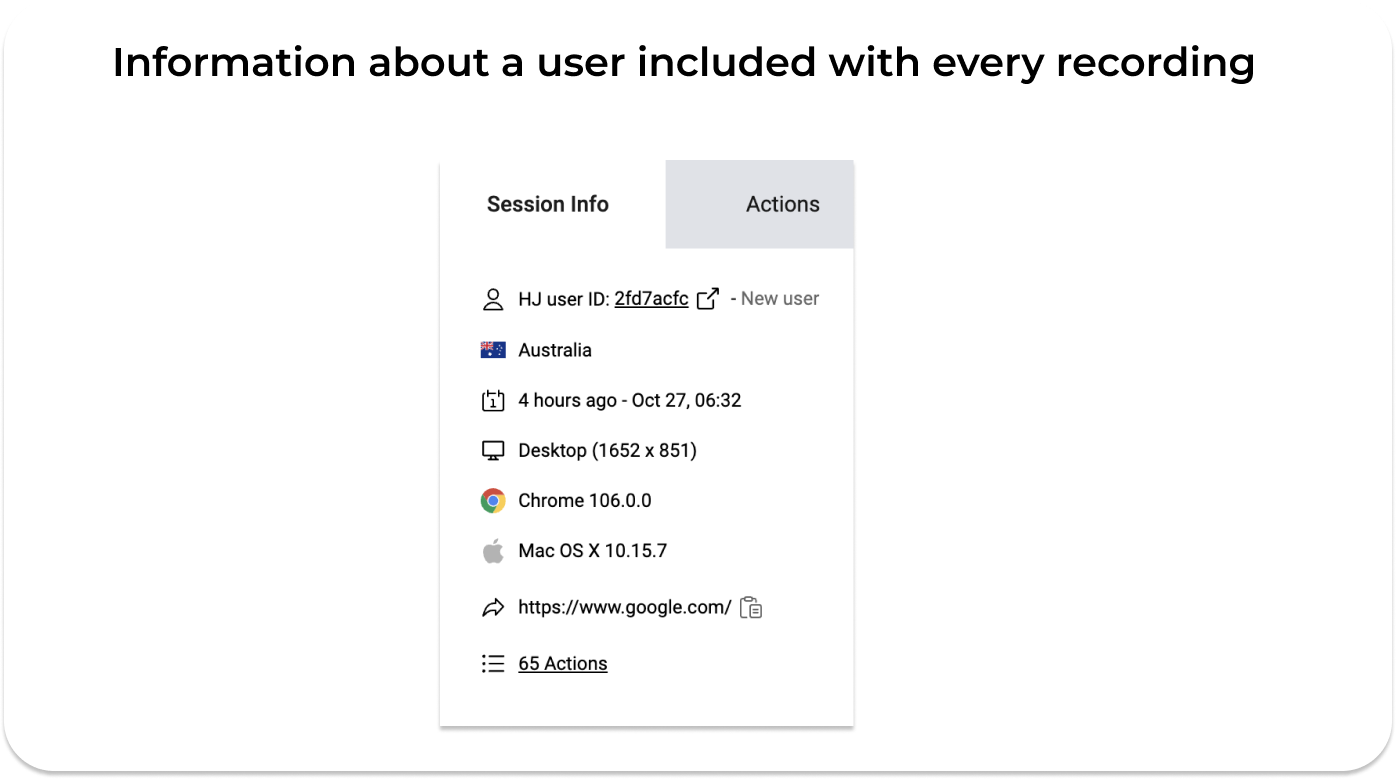 Information about a user included with every recording
Session Info
Actions
HJ user ID: 2fd7acfc - New user
Australia
4 hours ago - Oct 27, 06:32
Desktop (1652 x 851)
Chrome 106.0.0
Mac OS X 10.15.7
https://www.google.com/
65 Actions